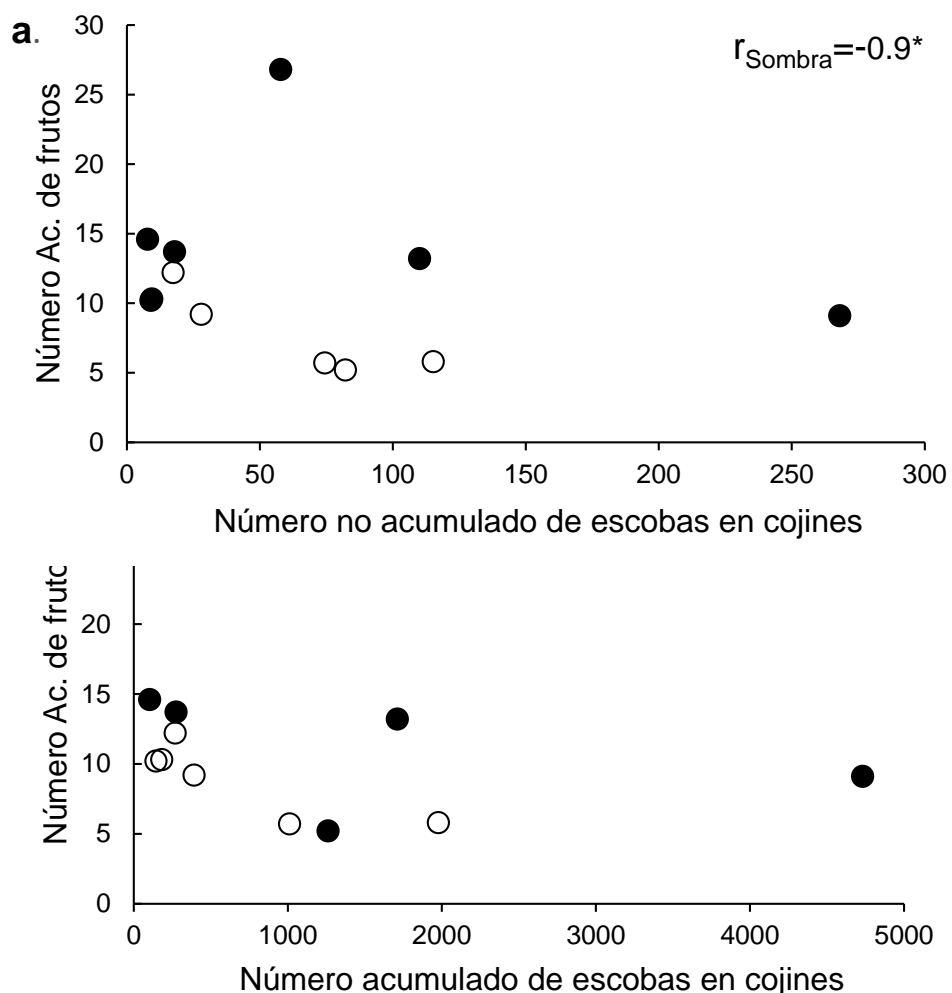 a.
r_Sombra=-0.9*
30
25
20
15
10
5
0
Número Ac. de frutos
0 50 100 150 200 250 300
Número no acumulado de escobas en cojines
20
15
10
5
0
Número Ac. de
0 1000 2000 3000 4000 5000
Número acumulado de escobas en cojines